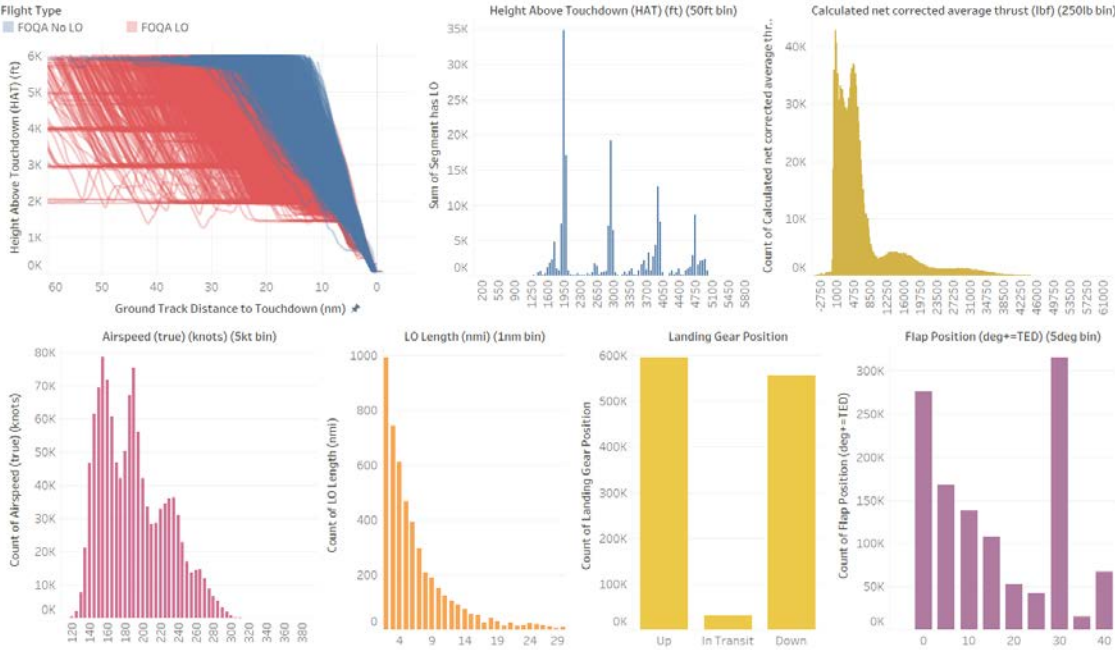 Flight Type
FOQA No LO
FOQA LO
Height Above Touchdown (HAT) (ft)
6K
5K
4K
3K
2K
1K
0K
60
50
40
30
20
10
0
Ground Track Distance to Touchdown (nm)
Height Above Touchdown (HAT) (ft) (50ft bin)
Sum of Segment has LO
35K
30K
25K
20K
15K
10K
5K
0K
200
550
900
1250
1600
1950
2300
2650
3000
3350
3700
4050
4400
4750
5100
5450
5800
Calculated net corrected average thrust (lbf) (250lb bin)
Count of Calculated net corrected average thr..
40K
30K
20K
10K
0K
-2750
1000
4750
8500
12250
16000
19750
23500
27250
31000
34750
38500
42250
46000
49750
53500
57250
61000
Airspeed (true) (knots) (5kt bin)
Count of Airspeed (true) (knots)
80K
70K
60K
50K
40K
30K
20K
10K
0K
120
140
160
180
200
220
240
260
280
300
320
340
360
380
LO Length (nmi) (1nm bin)
Count of LO Length (nmi)
1000
800
600
400
200
0
4
9
14
19
24
29
Landing Gear Position
Count of Landing Gear Position
600K
500K
400K
300K
200K
100K
0K
Up
In Transit
Down
Flap Position (deg+=TED) (5deg bin)
Count of Flap Position (deg+=TED)
300K
250K
200K
150K
100K
50K
0K
0
10
20
30
40